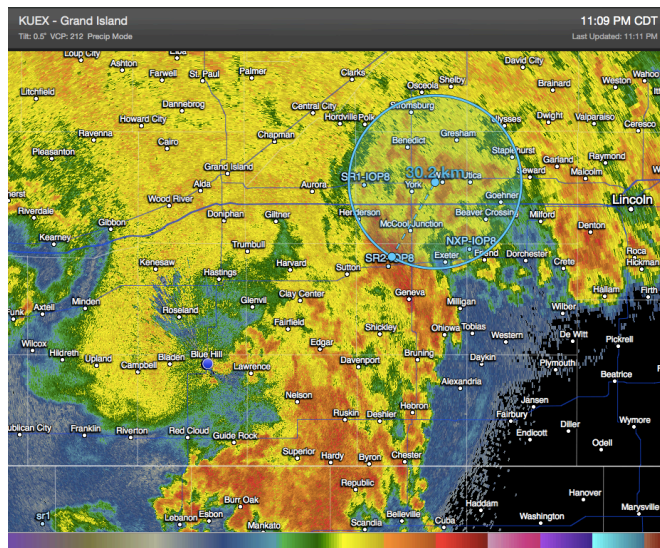 KUEX - Grand Island
11:09 PM CDT
Tilt: 0.5° VCP: 212 Precip Mode
Last Updated: 11:11 PM
Loup City
Elba
David City
Ashton
Farwell
St. Paul
Palmer
Clarks
Shelby
Osceola
Brainard
Weston
Wahoo
Litchfield
Dannebrog
Central City
Stromsburg
Howard City
Hordville
Polk
Ulysses
Dwight
Valparaiso
Ceresco
Ravenna
Chapman
Gresham
Cairo
Benedict
Staplehurst
Pleasanton
Garland
Raymond
Grand Island
30.2 km
Seward
Malcolm
SR1-IOP8
Utica
Alda
Aurora
York
Wood River
Goehner
Lincoln
Riverdale
Doniphan
Giltner
Henderson
Beaver Crossing
Milford
Gibbon
McCool Junction
Denton
Kearney
Trumbull
NXP-IOP8
Roca
Kenesaw
Harvard
SR2-IOP8
Exeter
Friend
Dorchester
Crete
Hickman
Hastings
Sutton
Minden
Clay Center
Geneva
Hallam
Firth
Axtell
Glenvil
Milligan
Funk
Roseland
Wilber
Fairfield
Shickley
Ohiowa
Tobias
Western
De Witt
Pickrell
Wilcox
Edgar
Hildreth
Upland
Bladen
Blue Hill
Davenport
Bruning
Daykin
Campbell
Lawrence
Plymouth
Beatrice
Alexandria
Nelson
Jansen
Ruskin
Deshler
Hebron
Fairbury
Wymore
Franklin
Riverton
Red Cloud
Guide Rock
Endicott
Diller
Odell
Superior
Hardy
Byron
Chester
Republic
Hanover
Burr Oak
Haddam
Marysville
sr1
Lebanon
Esbon
Belleville
Washington
Mankato
Scandia
Cuba